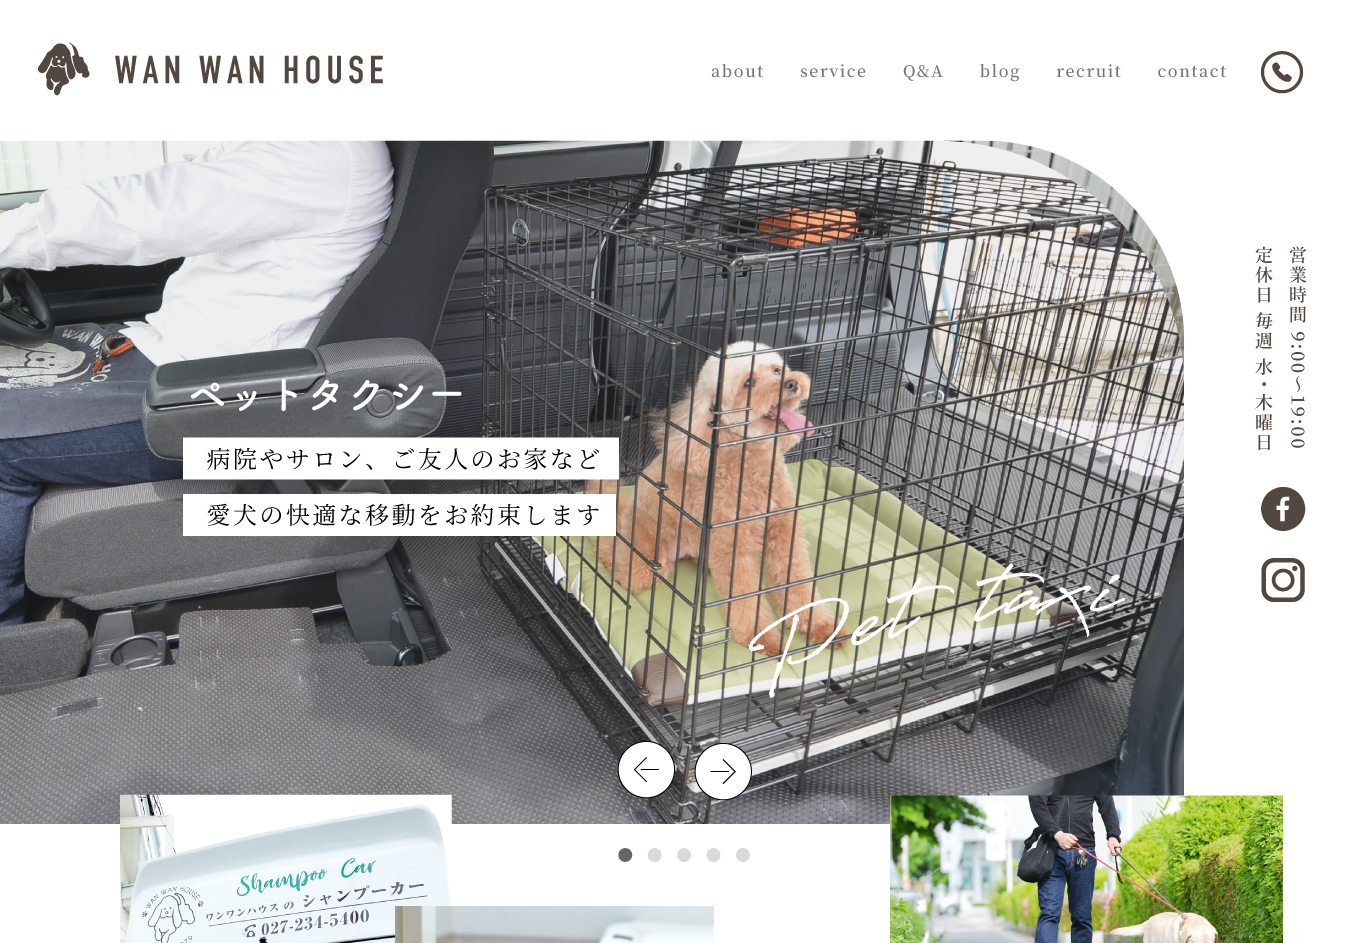 WAN WAN HOUSE
about
service
Q&A
blog
recruit
contact
営業時間 9:00〜19:00
定休日 毎週 水・木曜日
ペットタクシー
病院やサロン、ご友人のお家など
愛犬の快適な移動をお約束します
Pet taxi
Shampoo Car
WAN WAN HOUSE
ワンワンハウス の シャンプーカー
027-234-5400